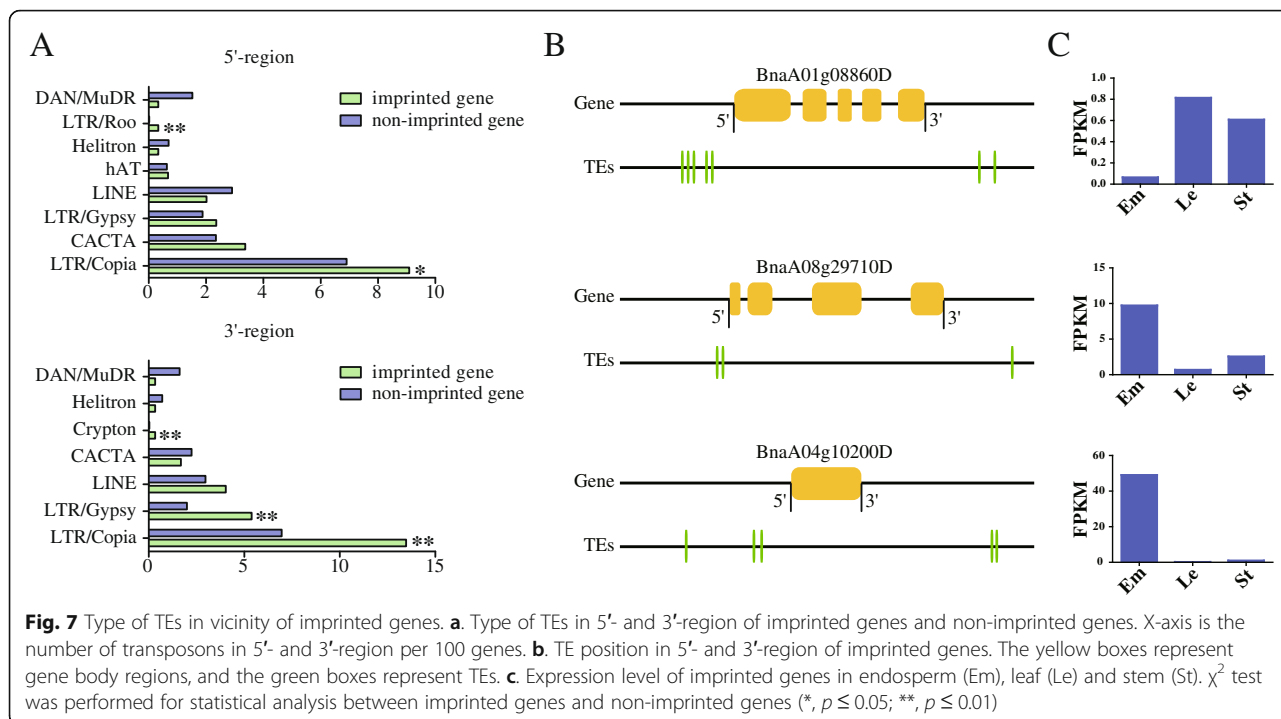 A
5'-region
DAN/MuDR
LTR/Roo
Helitron
hAT
LINE
LTR/Gypsy
CACTA
LTR/Copia
imprinted gene
non-imprinted gene
**
*
0 2 4 6 8 10
3'-region
DAN/MuDR
Helitron
Crypton
CACTA
LINE
LTR/Gypsy
LTR/Copia
imprinted gene
non-imprinted gene
**
**
**
0 5 10 15
B
BnaA01g08860D
Gene
5' 3'
TEs
BnaA08g29710D
Gene
5' 3'
TEs
BnaA04g10200D
Gene
5' 3'
TEs
C
FPKM
1.0
0.8
0.6
0.4
0.2
0.0
Em Le St
FPKM
15
10
5
0
Em Le St
FPKM
60
40
20
0
Em Le St
Fig. 7 Type of TEs in vicinity of imprinted genes. a. Type of TEs in 5′- and 3′-region of imprinted genes and non-imprinted genes. X-axis is the
number of transposons in 5′- and 3′-region per 100 genes. b. TE position in 5′- and 3′-region of imprinted genes. The yellow boxes represent
gene body regions, and the green boxes represent TEs. c. Expression level of imprinted genes in endosperm (Em), leaf (Le) and stem (St). χ² test
was performed for statistical analysis between imprinted genes and non-imprinted genes (*, p ≤ 0.05; **, p ≤ 0.01)